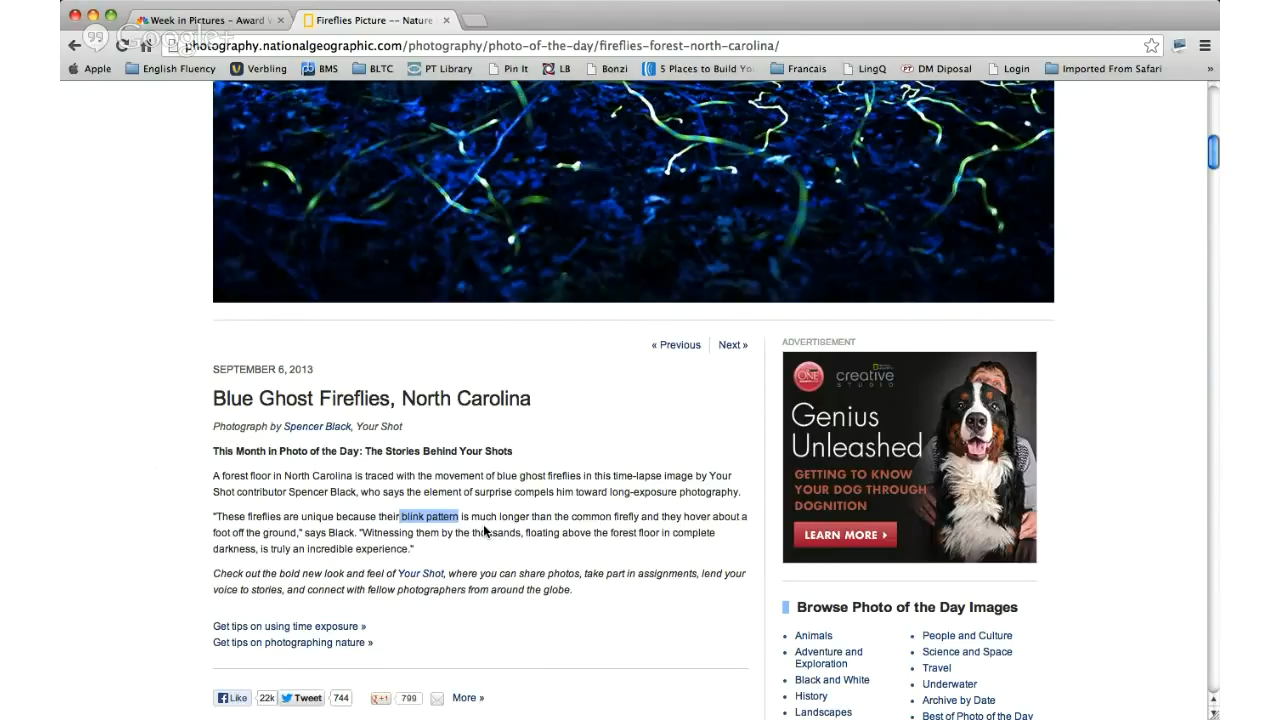 Week in Pictures – Award v
Fireflies Picture -- Nature
Google+
photography.nationalgeographic.com/photography/photo-of-the-day/fireflies-forest-north-carolina/
Apple English Fluency Verbling BMS BLTC PT Library Pin It LB Bonzi 5 Places to Build Yo Francais LingQ DM Diposal Login Imported From Safari »
« Previous Next »
SEPTEMBER 6, 2013
Blue Ghost Fireflies, North Carolina
Photograph by Spencer Black, Your Shot
This Month in Photo of the Day: The Stories Behind Your Shots
A forest floor in North Carolina is traced with the movement of blue ghost fireflies in this time-lapse image by Your
Shot contributor Spencer Black, who says the element of surprise compels him toward long-exposure photography.
"These fireflies are unique because their blink pattern is much longer than the common firefly and they hover about a
foot off the ground," says Black. "Witnessing them by the thousands, floating above the forest floor in complete
darkness, is truly an incredible experience."
Check out the bold new look and feel of Your Shot, where you can share photos, take part in assignments, lend your
voice to stories, and connect with fellow photographers from around the globe.
Get tips on using time exposure »
Get tips on photographing nature »
Like 22k Tweet 744 +1 799 More »
ADVERTISEMENT
ONE creative
STUDIO
Genius
Unleashed
GETTING TO KNOW
YOUR DOG THROUGH
DOGNITION
LEARN MORE
Browse Photo of the Day Images
Animals
Adventure and
Exploration
Black and White
History
Landscapes
People and Culture
Science and Space
Travel
Underwater
Archive by Date
Best of Photo of the Day